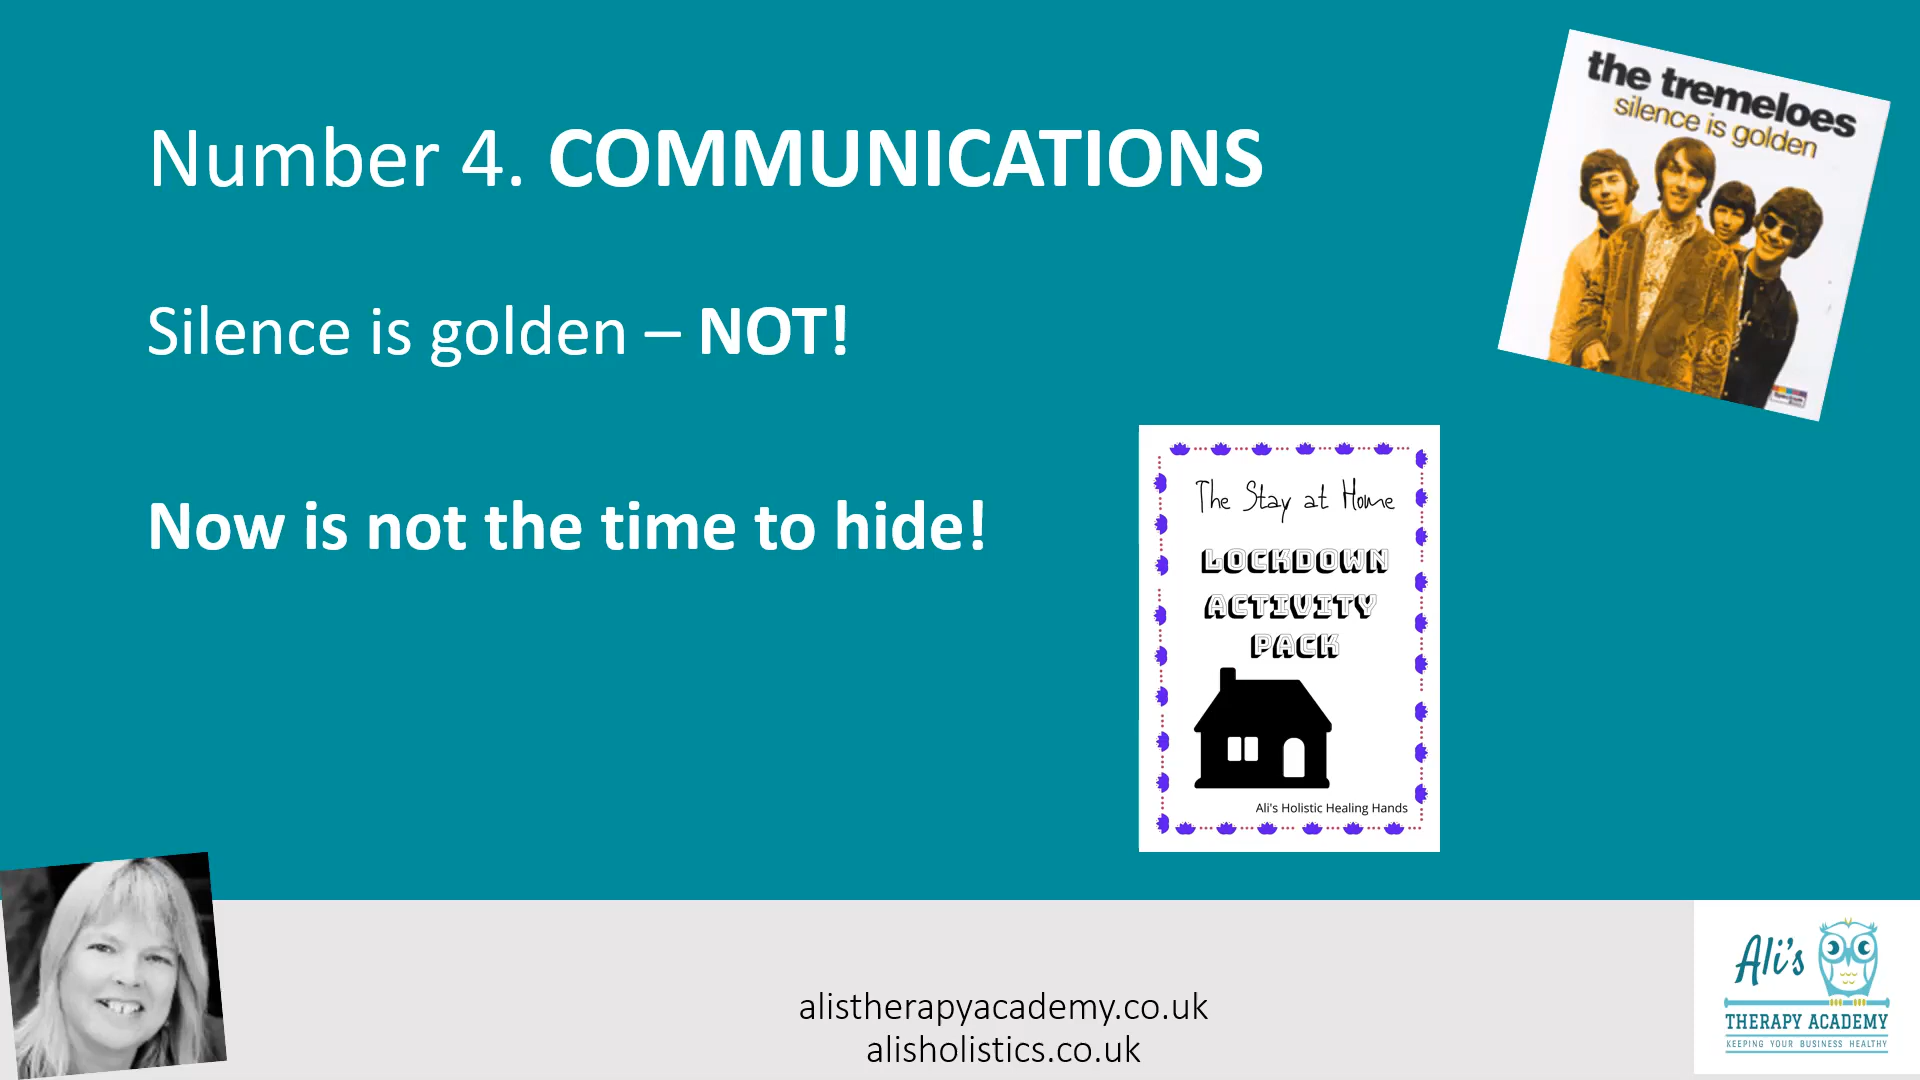 Number 4. COMMUNICATIONS
Silence is golden – NOT!
Now is not the time to hide!
the tremeloes
silence is golden
The Stay at Home
LOCKDOWN
ACTIVITY
PACK
Ali's Holistic Healing Hands
alistherapyacademy.co.uk
alisholistics.co.uk
Ali's
THERAPY ACADEMY
KEEPING YOUR BUSINESS HEALTHY